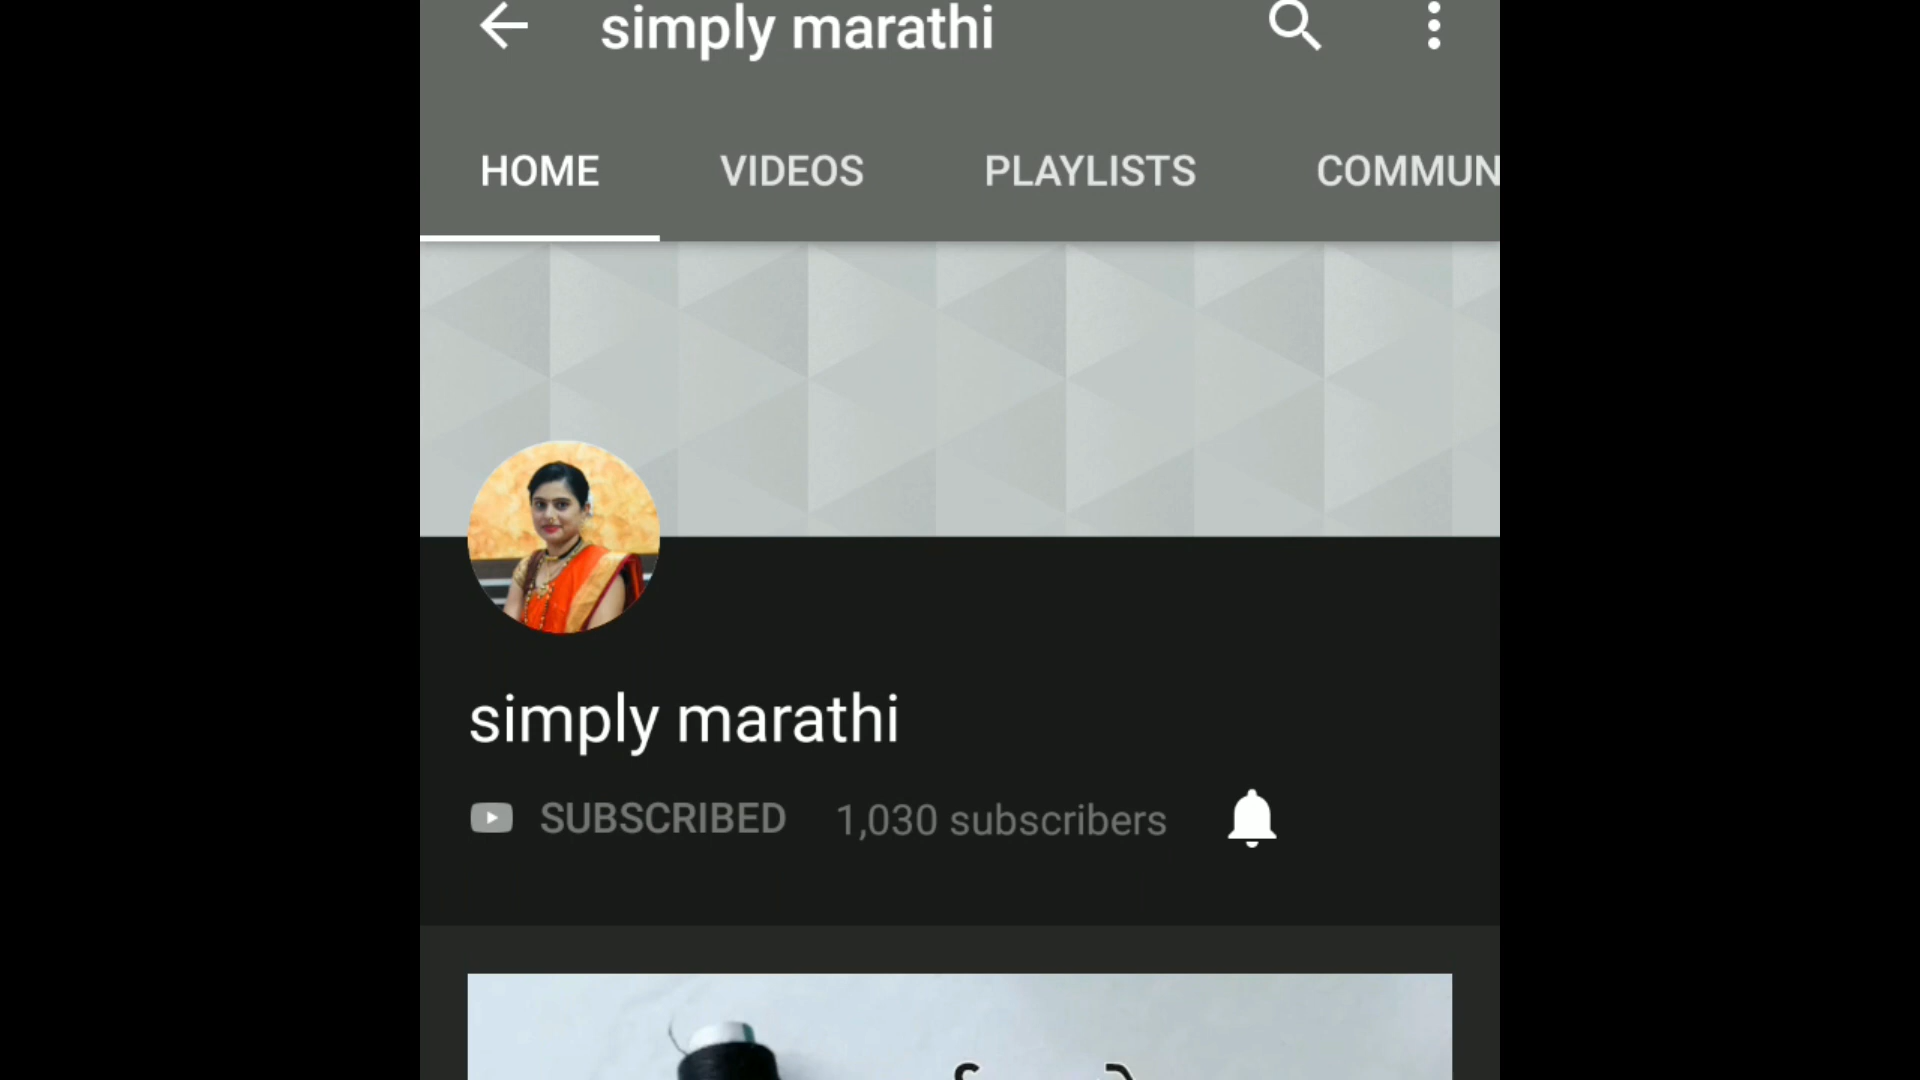 simply marathi
HOME VIDEOS PLAYLISTS COMMUN
simply marathi
SUBSCRIBED 1,030 subscribers